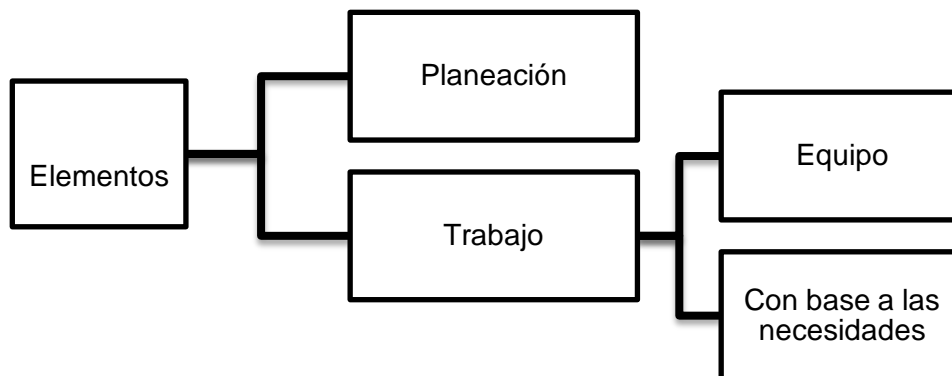 Elementos
Planeación
Trabajo
Equipo
Con base a las
necesidades